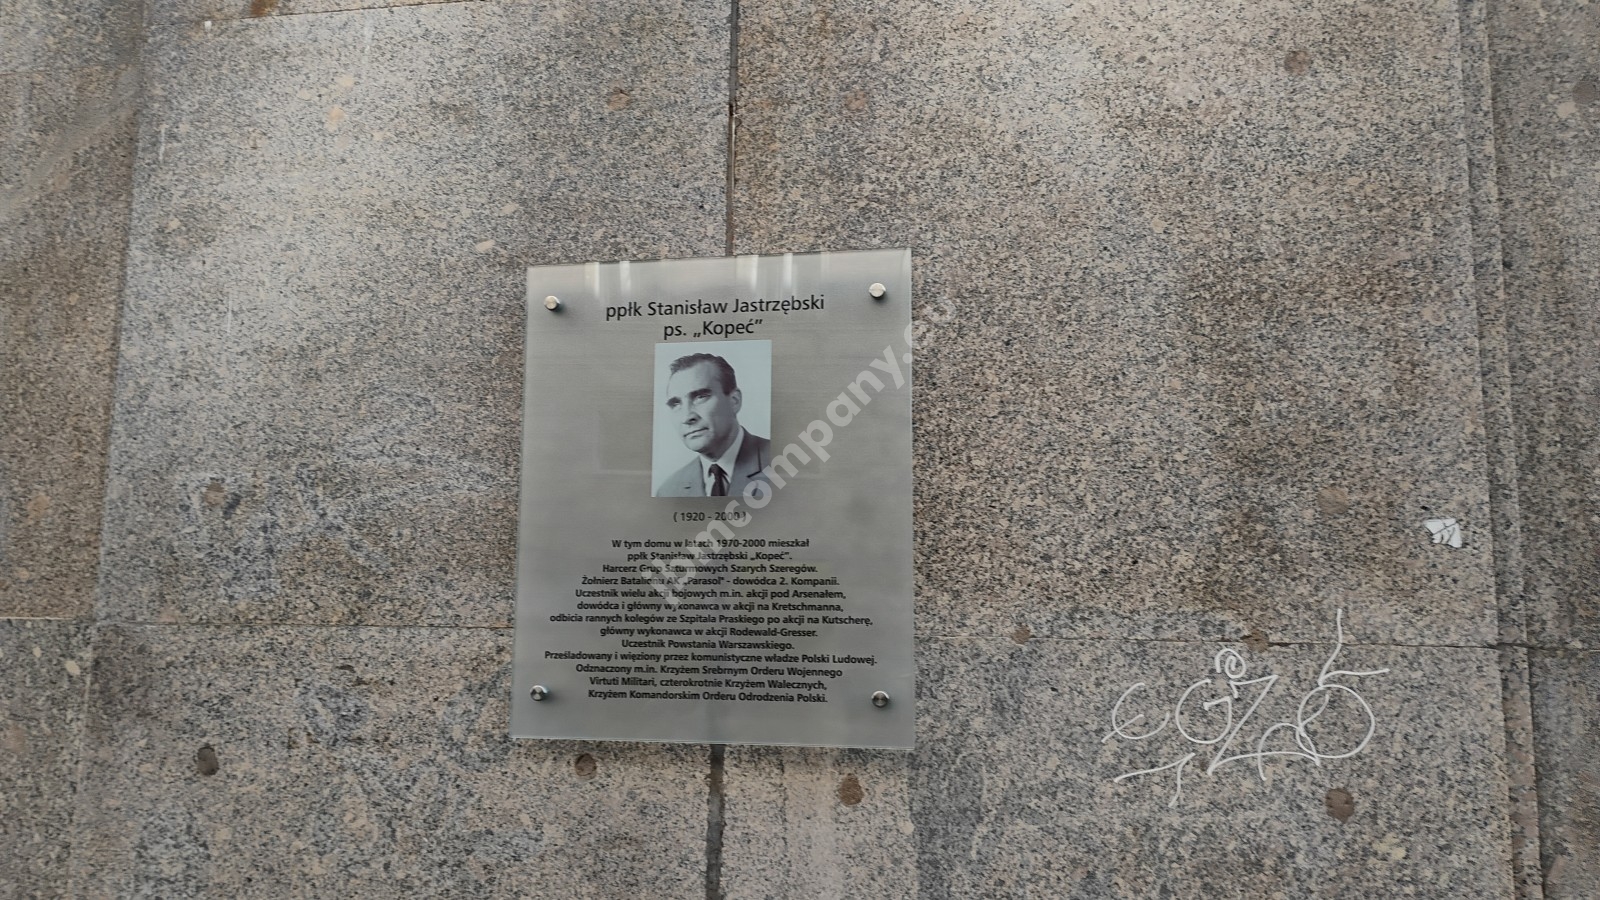 ppłk Stanisław Jastrzębski
ps. „Kopeć”
( 1920 - 2000 )
W tym domu w latach 1970-2000 mieszkał
ppłk Stanisław Jastrzębski „Kopeć”.
Harcerz Grup Szturmowych Szarych Szeregów.
Żołnierz Batalionu AK „Parasol" - dowódca 2. Kompanii.
Uczestnik wielu akcji bojowych m.in. akcji pod Arsenałem,
dowódca i główny wykonawca w akcji na Kretschmanna,
odbicia rannych kolegów ze Szpitala Praskiego po akcji na Kutscherę,
główny wykonawca w akcji Rodewald-Gresser.
Uczestnik Powstania Warszawskiego.
Prześladowany i więziony przez komunistyczne władze Polski Ludowej.
Odznaczony m.in. Krzyżem Srebrnym Orderu Wojennego
Virtuti Militari, czterokrotnie Krzyżem Walecznych,
Krzyżem Komandorskim Orderu Odrodzenia Polski.